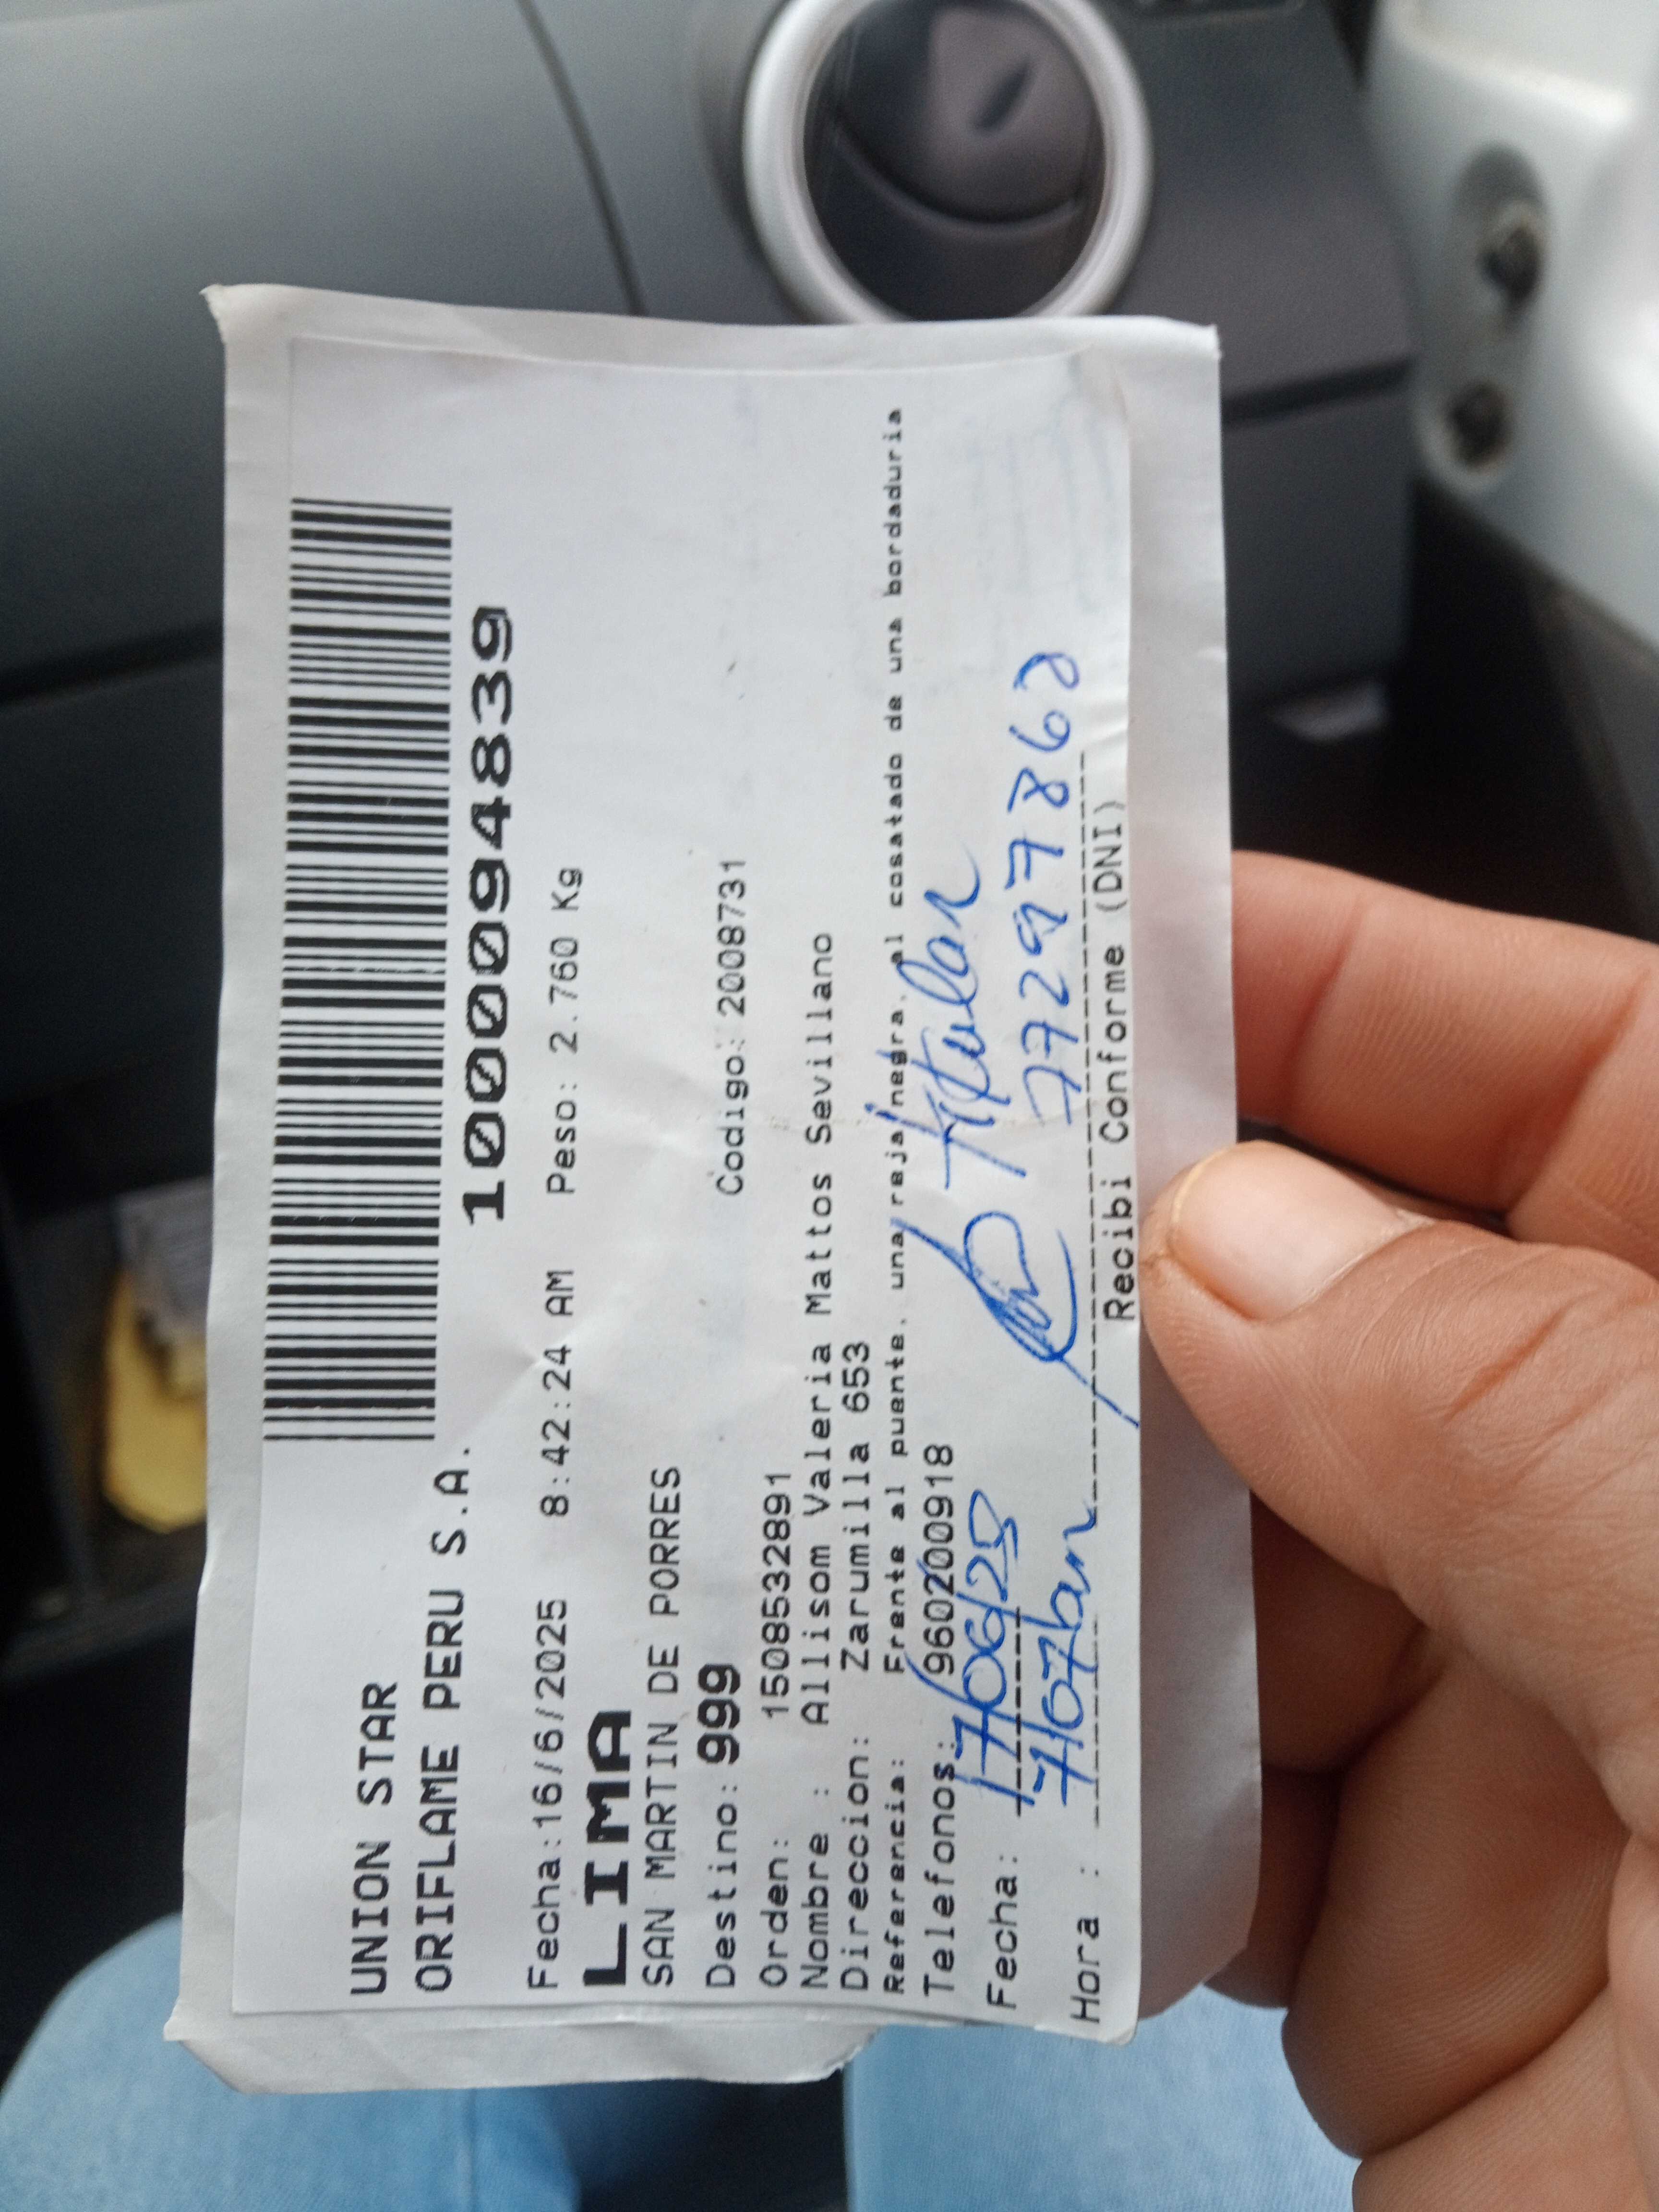 UNION STAR
ORIFLAME PERU S.A.
1000094839
Fecha:16/6/2025 8:42:24 AM Peso: 2.760 Kg
LIMA
SAN MARTIN DE PORRES
Destino: 999 Codigo: 2008731
Orden: 1508532891
Nombre : Allisom Valeria Mattos Sevillano
Direccion: Zarumilla 653
Referencia: Frente al puente, una reja negra, al cosatado de una bordaduria
Telefonos: 960200918
Titular
Fecha: 17/06/25
77297862
Hora :
Recibi Conforme (DNI)